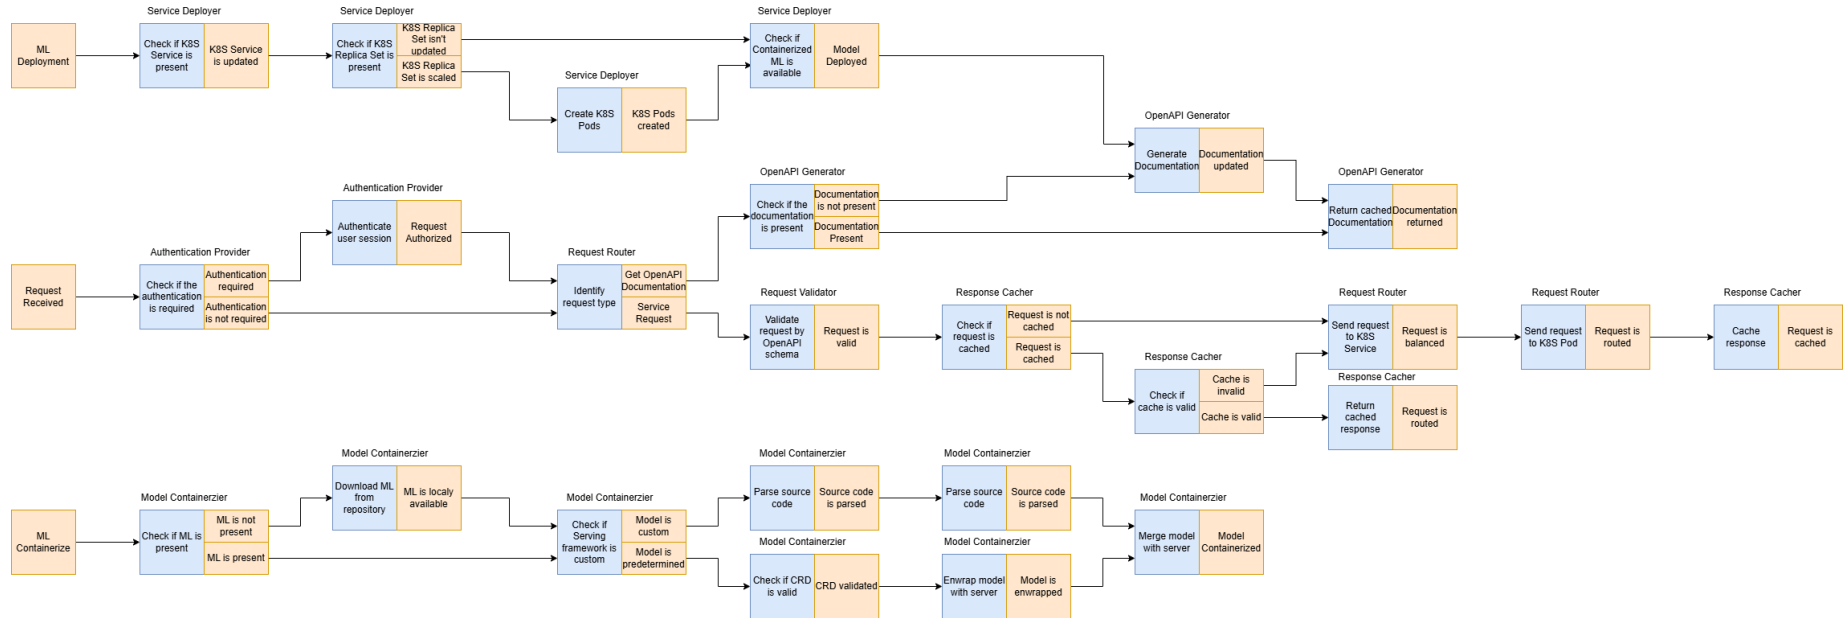 Service Deployer
Service Deployer
Service Deployer
ML
Deployment
Check if K8S
Service is
present
K8S Service
is updated
Check if K8S
Replica Set is
present
K8S Replica
Set isn't
updated
K8S Replica
Set is scaled
Check if
Containerized
ML is
available
Model
Deployed
Service Deployer
Create K8S
Pods
K8S Pods
created
OpenAPI Generator
Generate
Documentation
Documentation
updated
Authentication Provider
Authenticate
user session
Request
Authorized
OpenAPI Generator
Check if the
documentation
is present
Documentation
is not present
Documentation
Present
OpenAPI Generator
Return cached
Documentation
Documentation
returned
Authentication Provider
Request
Received
Check if the
authentication
is required
Authentication
required
Authentication
is not required
Request Router
Identify
request type
Get OpenAPI
Documentation
Service
Request
Request Validator
Validate
request by
OpenAPI
schema
Request is
valid
Response Cacher
Check if
request is
cached
Request is not
cached
Request is
cached
Response Cacher
Check if
cache is valid
Cache is
invalid
Cache is valid
Request Router
Send request
to K8S
Service
Request is
balanced
Request Router
Send request
to K8S Pod
Request is
routed
Response Cacher
Cache
response
Request is
cached
Response Cacher
Return
cached
response
Request is
routed
Model Containerzier
Download ML
from
repository
ML is localy
available
Model Containerzier
ML
Containerize
Check if ML is
present
ML is not
present
ML is present
Model Containerzier
Check if
Serving
framework is
custom
Model is
custom
Model is
predetermined
Model Containerzier
Parse source
code
Source code
is parsed
Model Containerzier
Parse source
code
Source code
is parsed
Model Containerzier
Merge model
with server
Model
Containerized
Model Containerzier
Check if CRD
is valid
CRD validated
Model Containerzier
Enwrap model
with server
Model is
enwrapped